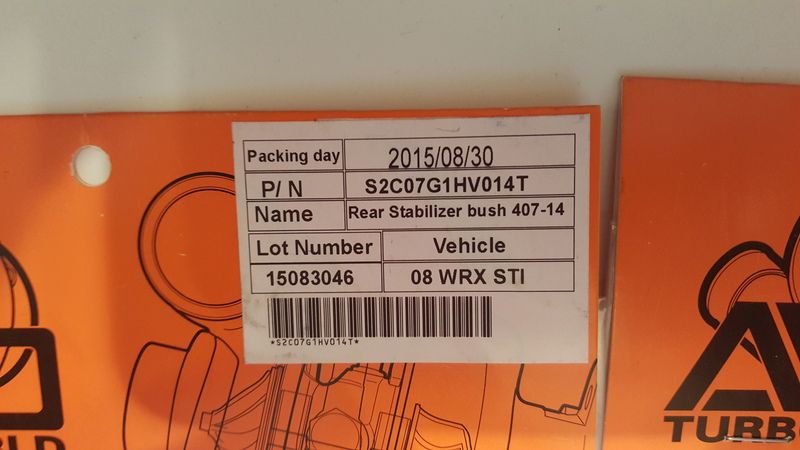 Packing day 2015/08/30
P/ N S2C07G1HV014T
Name Rear Stabilizer bush 407-14
Lot Number Vehicle
15083046 08 WRX STI
*S2C07G1HV014T*